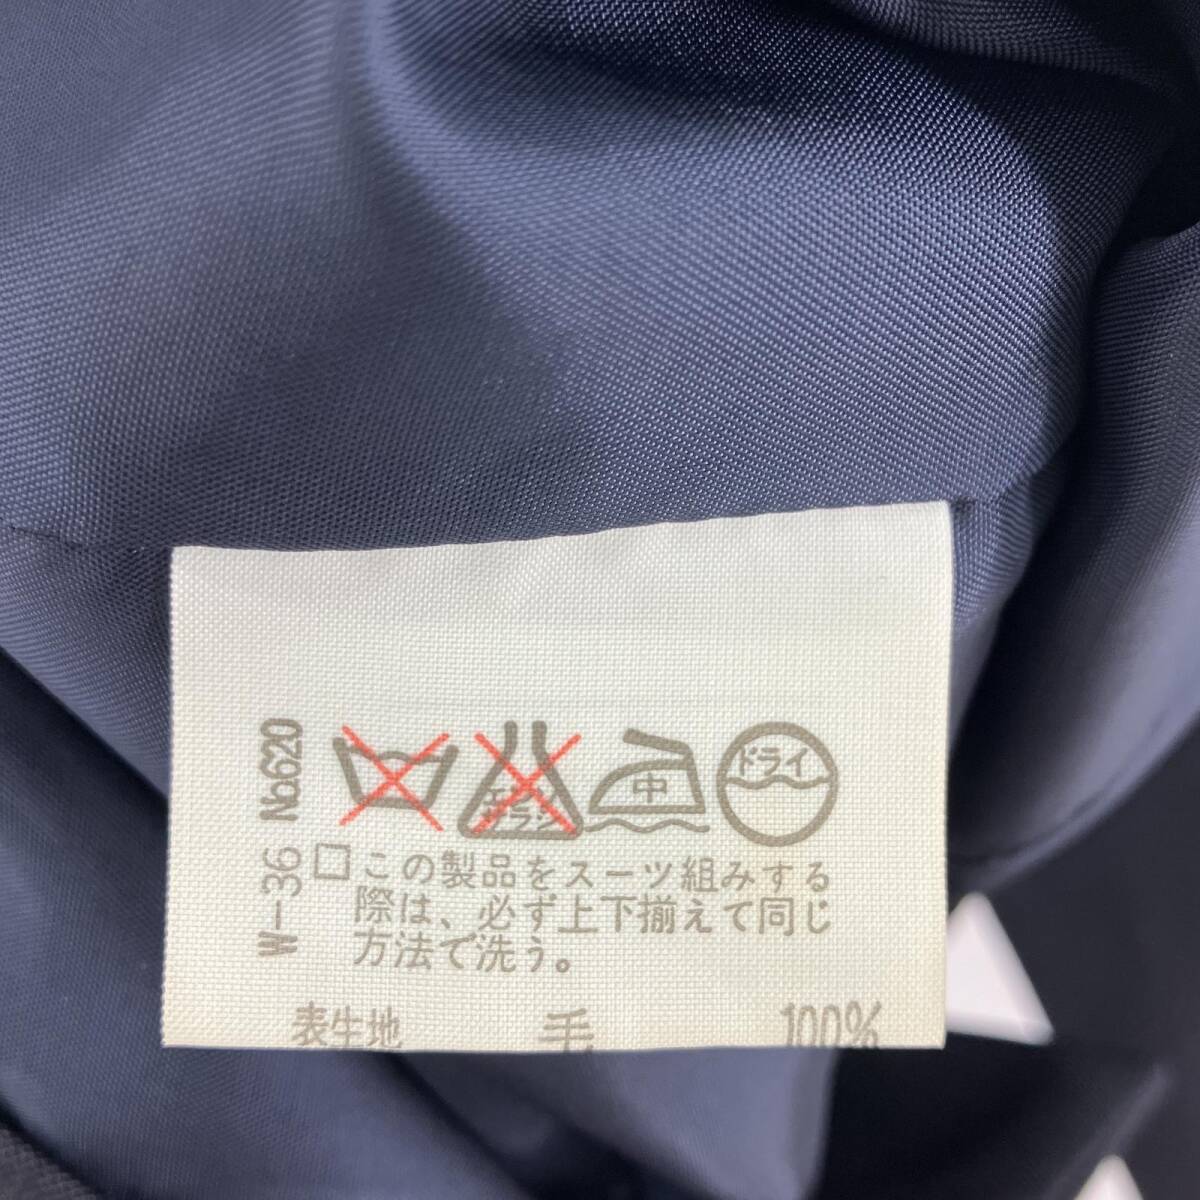 No.620
W-36
エンソ
サラシ
中
ドライ
□この製品をスーツ組みする
際は、必ず上下揃えて同じ
方法で洗う。
表生地 毛 100%